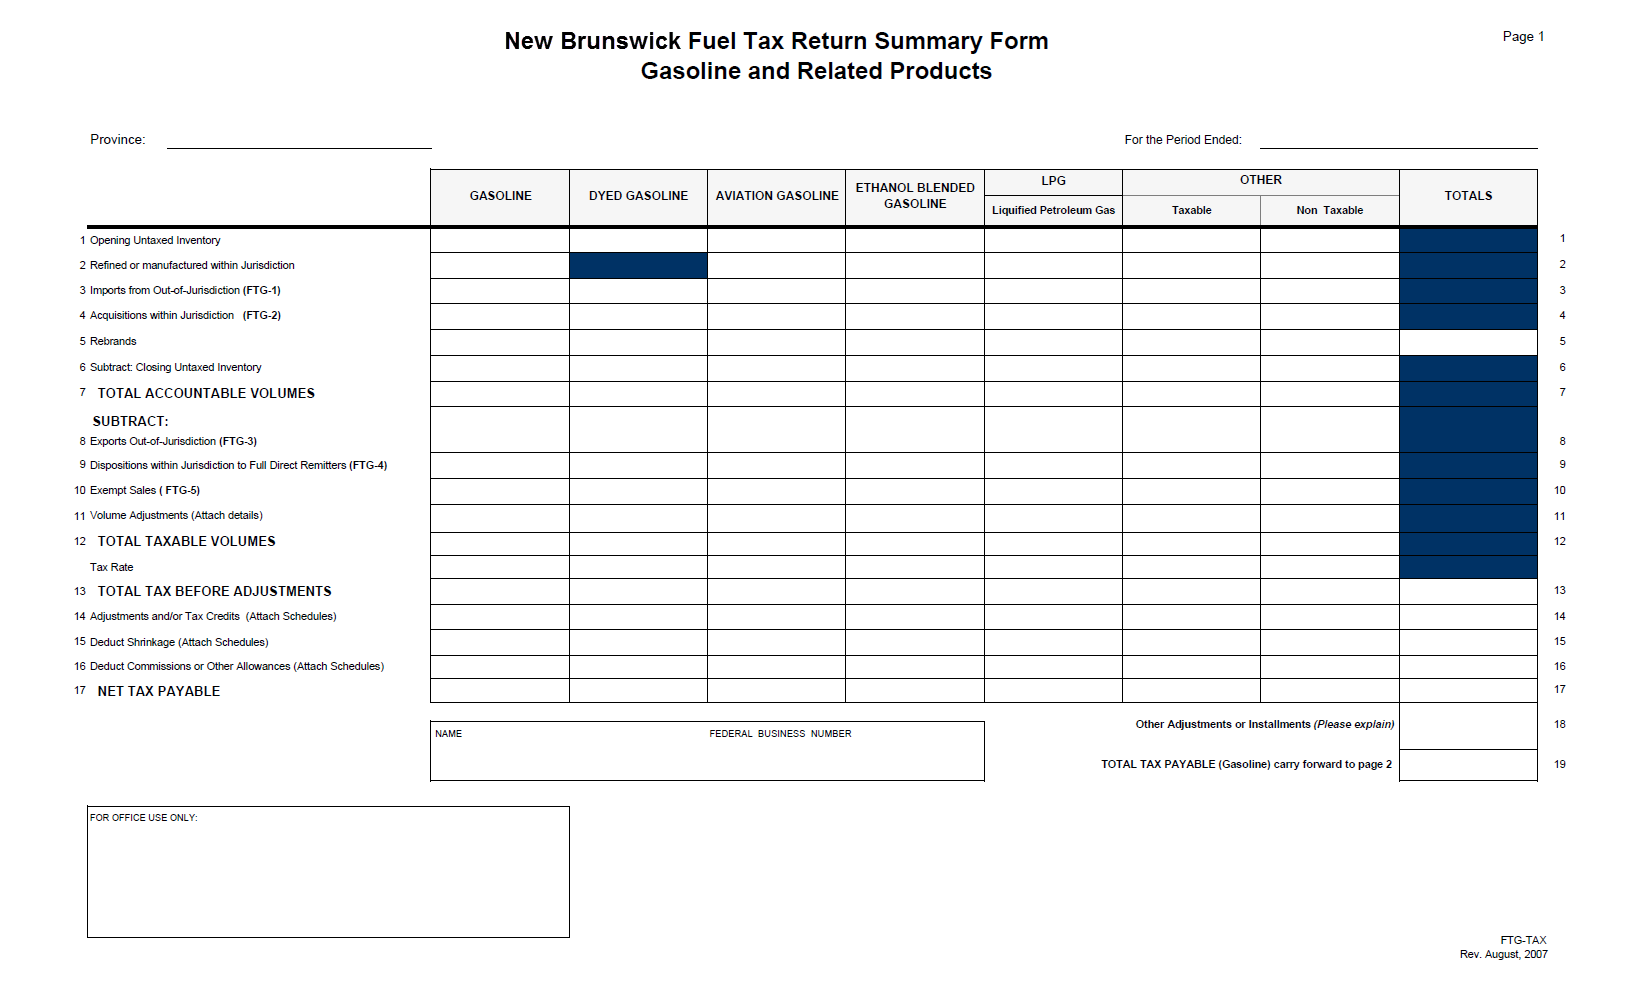 New Brunswick Fuel Tax Return Summary Form
Page 1
Gasoline and Related Products
Province:
For the Period Ended:
GASOLINE
DYED GASOLINE
AVIATION GASOLINE
ETHANOL BLENDED
GASOLINE
LPG
Liquified Petroleum Gas
OTHER
Taxable
Non Taxable
TOTALS
1 Opening Untaxed Inventory 1
2 Refined or manufactured within Jurisdiction 2
3 Imports from Out-of-Jurisdiction (FTG-1) 3
4 Acquisitions within Jurisdiction (FTG-2) 4
5 Rebrands 5
6 Subtract: Closing Untaxed Inventory 6
7 TOTAL ACCOUNTABLE VOLUMES 7
SUBTRACT:
8 Exports Out-of-Jurisdiction (FTG-3) 8
9 Dispositions within Jurisdiction to Full Direct Remitters (FTG-4) 9
10 Exempt Sales ( FTG-5) 10
11 Volume Adjustments (Attach details) 11
12 TOTAL TAXABLE VOLUMES 12
Tax Rate
13 TOTAL TAX BEFORE ADJUSTMENTS 13
14 Adjustments and/or Tax Credits (Attach Schedules) 14
15 Deduct Shrinkage (Attach Schedules) 15
16 Deduct Commissions or Other Allowances (Attach Schedules) 16
17 NET TAX PAYABLE 17
Other Adjustments or Installments (Please explain) 18
NAME FEDERAL BUSINESS NUMBER
TOTAL TAX PAYABLE (Gasoline) carry forward to page 2 19
FOR OFFICE USE ONLY:
FTG-TAX
Rev. August, 2007